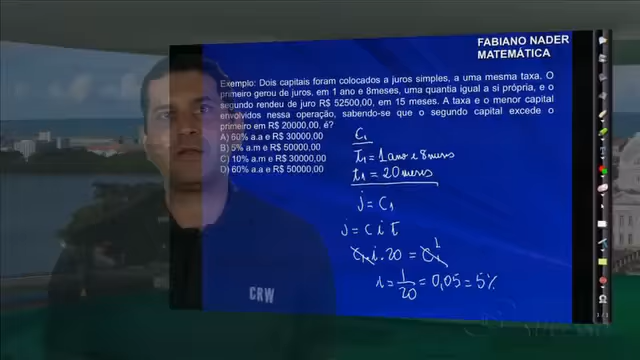 FABIANO NADER
MATEMÁTICA
Exemplo: Dois capitais foram colocados a juros simples, a uma mesma taxa. O
primeiro gerou de juros, em 1 ano e 8meses, uma quantia igual a si própria, e o
segundo rendeu de juro R$ 52500,00, em 15 meses. A taxa e o menor capital
envolvidos nessa operação, sabendo-se que o segundo capital excede o
primeiro em R$ 20000,00, é?
A) 60% a.a e R$ 30000,00
B) 5% a.m e R$ 50000,00
C) 10% a.m e R$ 30000,00
D) 60% a.a e R$ 50000,00
C₁
t₁ = 1 ano e 8 meses
t₁ = 20 meses
j = C₁
j = C i t
C₁ . i . 20 = C₁ 1
i = 1/20 = 0,05 = 5%
CRW